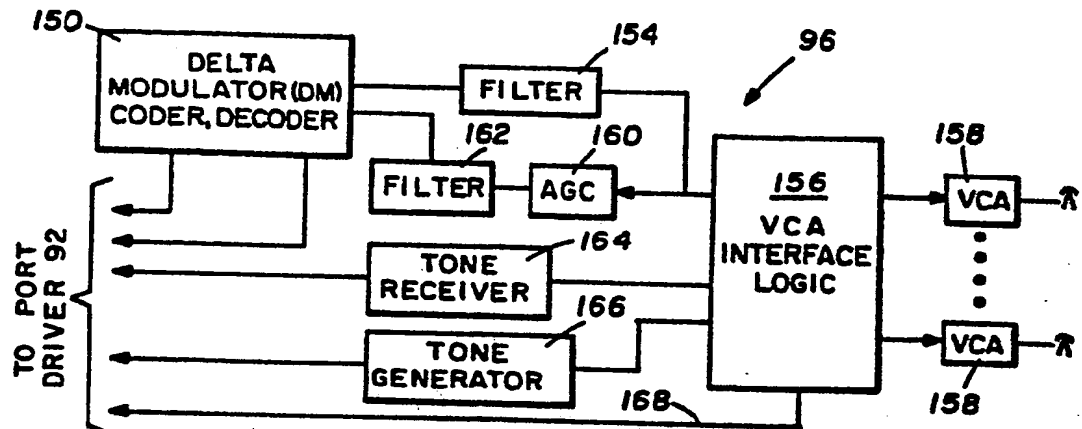 150
DELTA
MODULATOR(DM)
CODER, DECODER
154
FILTER
96
162
FILTER
160
AGC
156
VCA
INTERFACE
LOGIC
158
VCA
164
TONE
RECEIVER
166
TONE
GENERATOR
VCA
158
168
TO PORT
DRIVER 92